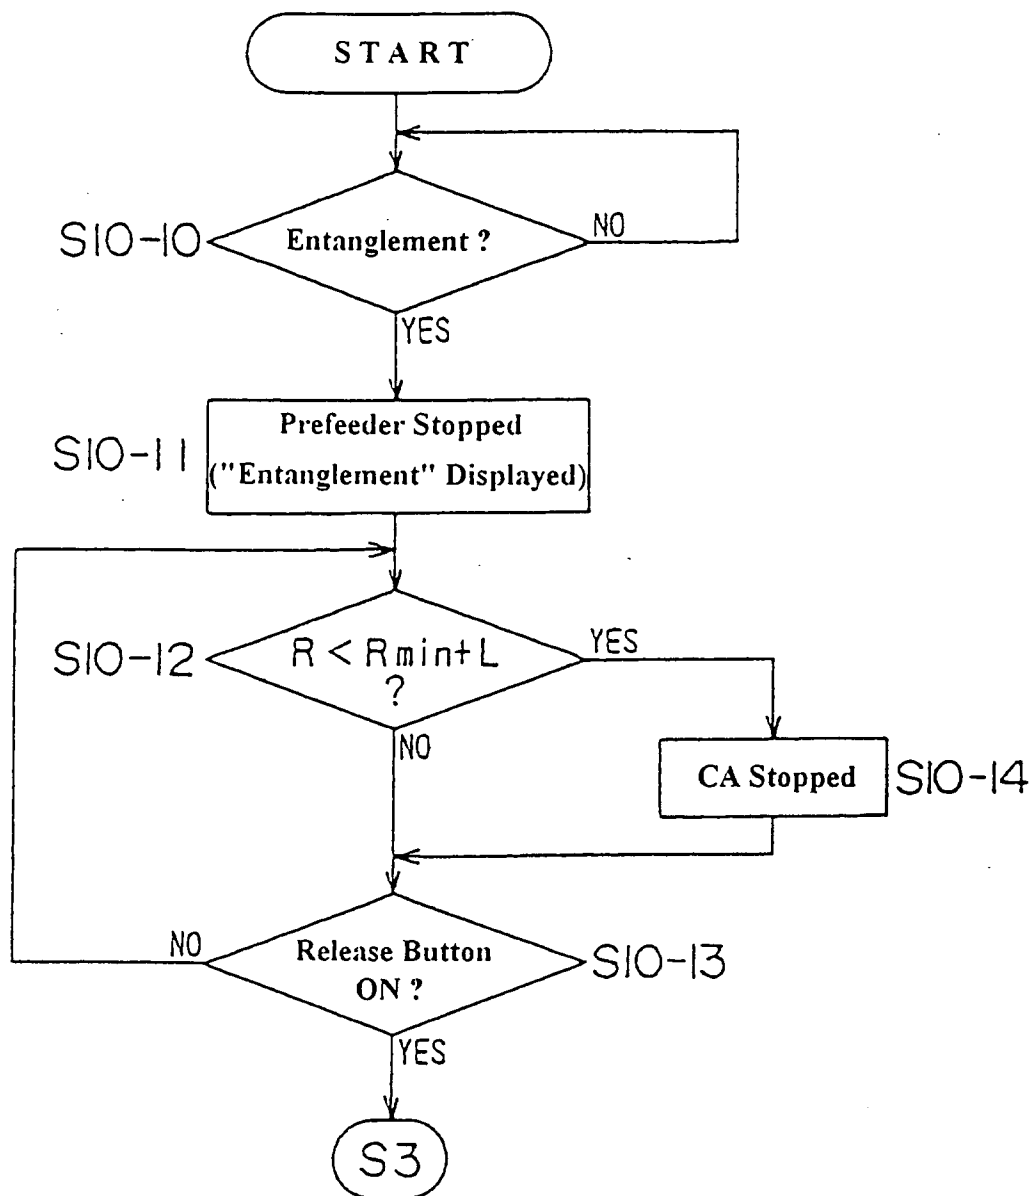 START
S10-10
Entanglement ?
NO
YES
S10-11
Prefeeder Stopped
("Entanglement" Displayed)
S10-12
R < Rmin+L
?
YES
NO
CA Stopped
S10-14
NO
Release Button
ON ?
S10-13
YES
S3